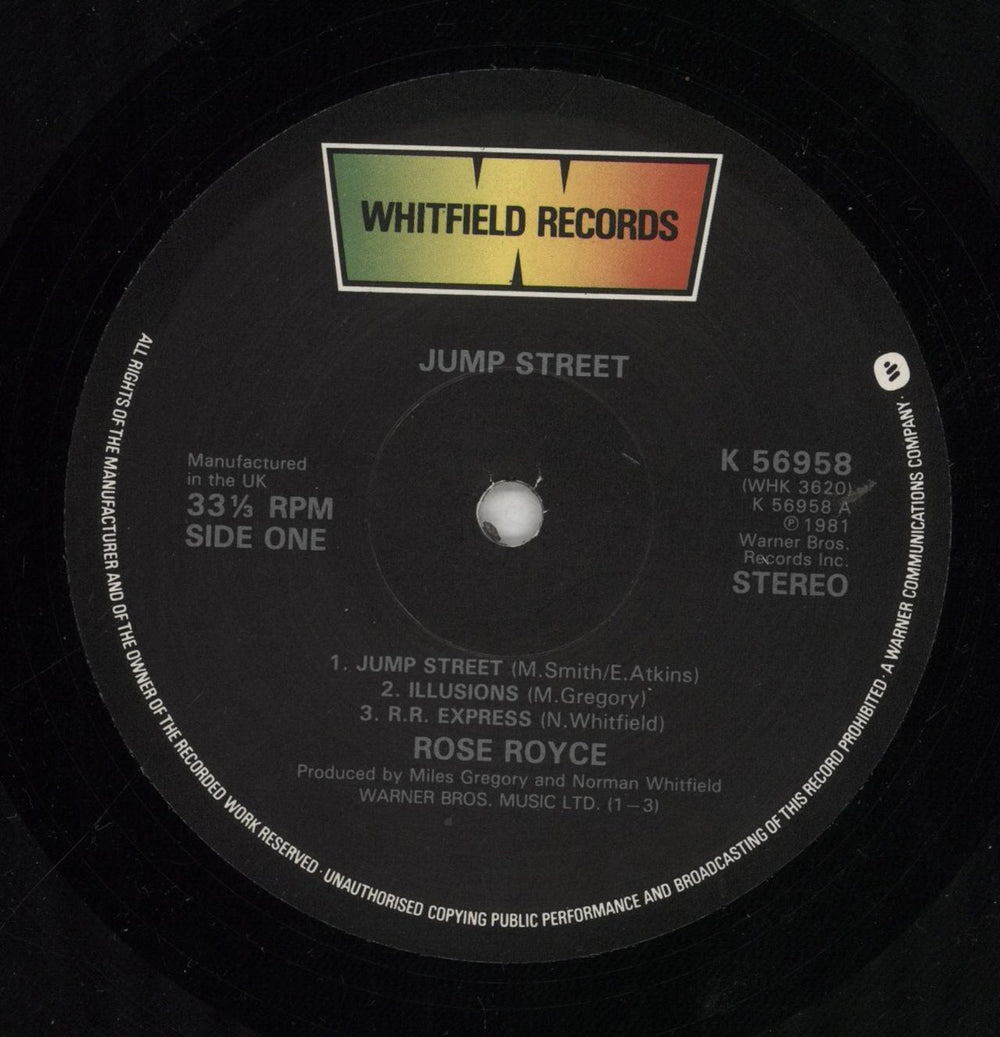 WHITFIELD RECORDS
JUMP STREET
Manufactured
in the UK
33⅓ RPM
SIDE ONE
K 56958
(WHK 3620)
K 56958 A
℗ 1981
Warner Bros.
Records Inc.
STEREO
1. JUMP STREET (M.Smith/E.Atkins)
2. ILLUSIONS (M.Gregory)
3. R.R. EXPRESS (N.Whitfield)
ROSE ROYCE
Produced by Miles Gregory and Norman Whitfield
WARNER BROS. MUSIC LTD. (1–3)
ALL RIGHTS OF THE MANUFACTURER AND OF THE OWNER OF THE RECORDED WORK RESERVED · UNAUTHORISED COPYING PUBLIC PERFORMANCE AND BROADCASTING OF THIS RECORD PROHIBITED · A WARNER COMMUNICATIONS COMPANY ·